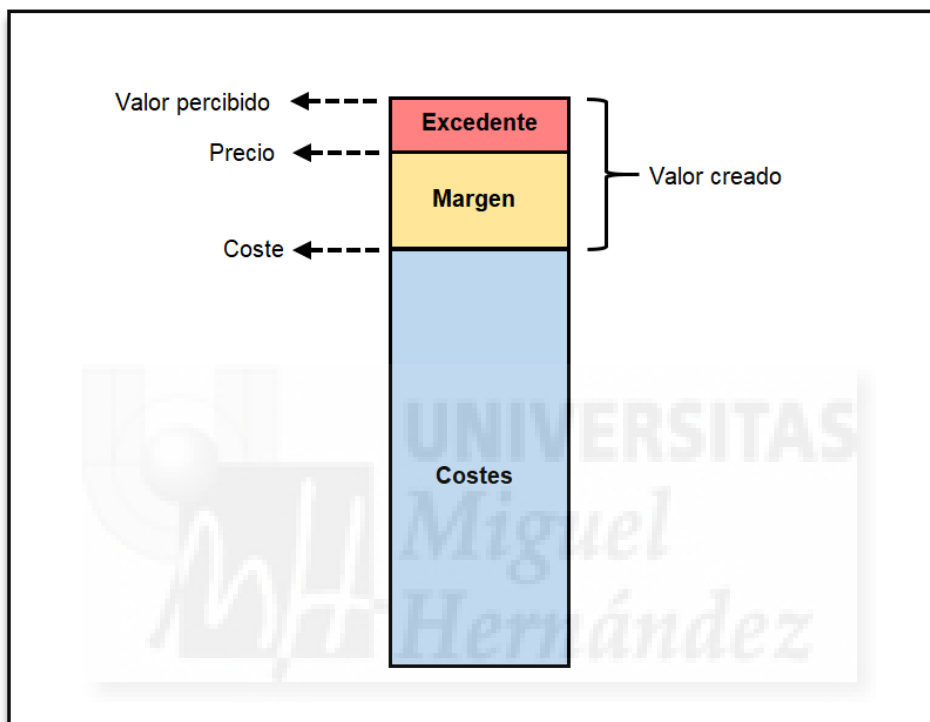 Valor percibido
Excedente
Precio
Valor creado
Margen
Coste
UNIVERSITAS
Costes
Miguel
Hernández